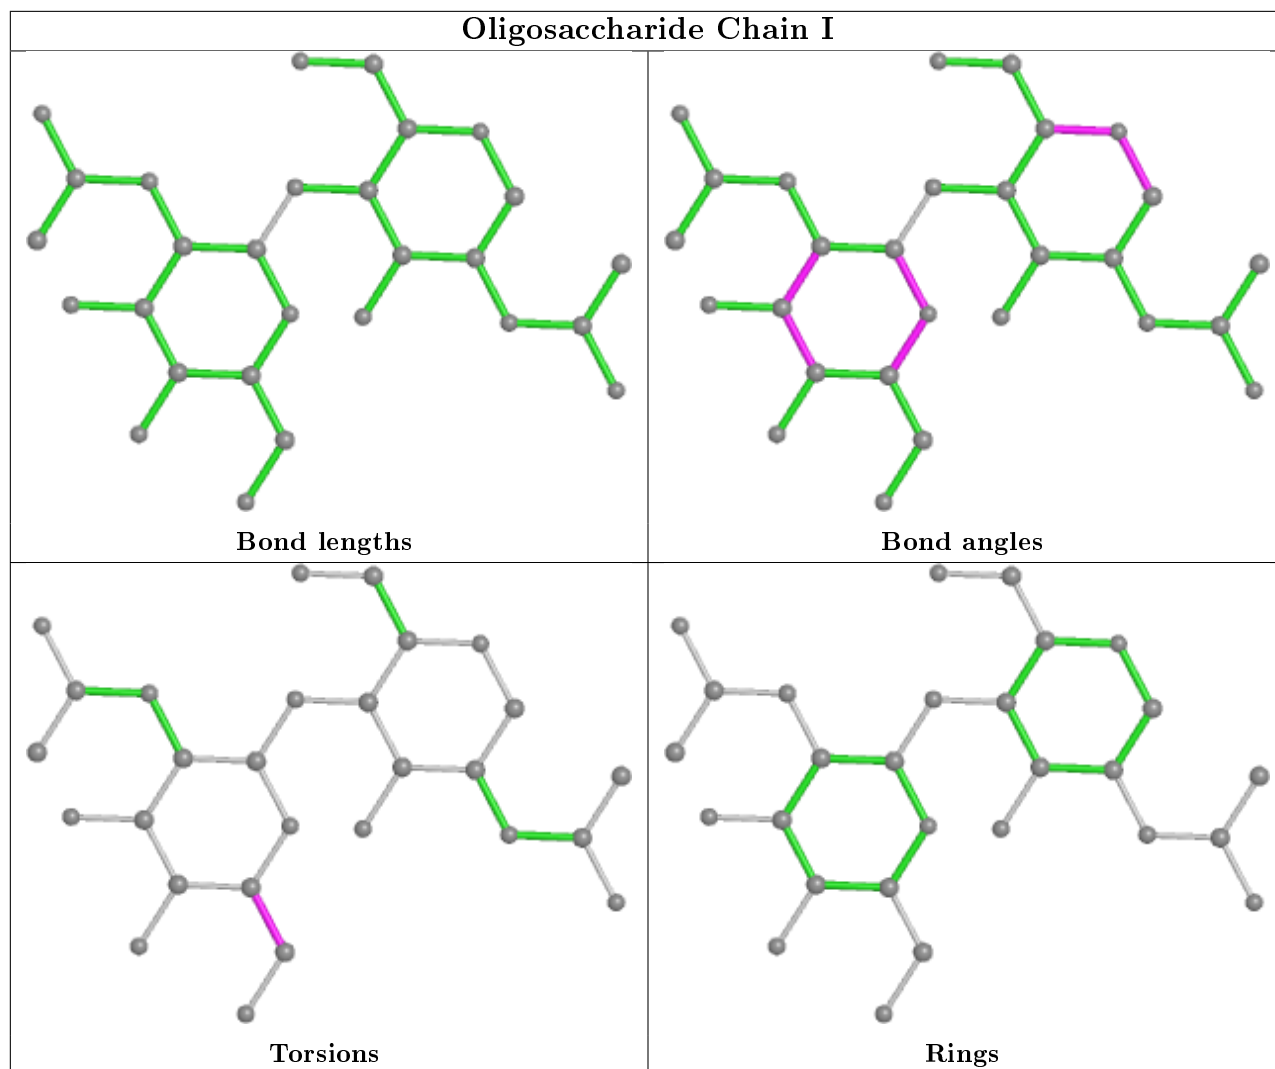 Oligosaccharide Chain I
Bond lengths
Bond angles
Torsions
Rings